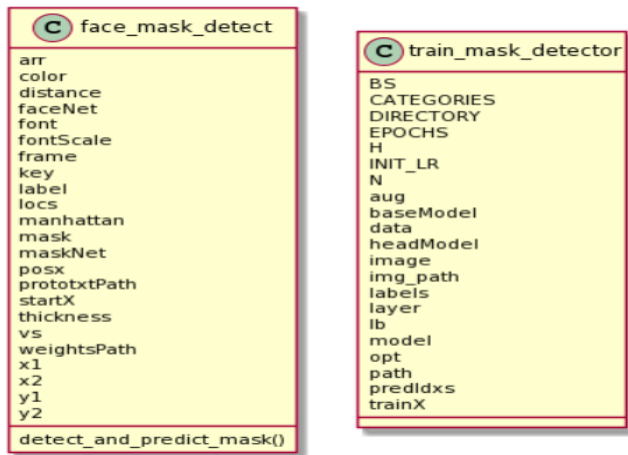 C face_mask_detect
arr
color
distance
faceNet
font
fontScale
frame
key
label
locs
manhattan
mask
maskNet
posx
prototxtPath
startX
thickness
vs
weightsPath
x1
x2
y1
y2
detect_and_predict_mask()
C train_mask_detector
BS
CATEGORIES
DIRECTORY
EPOCHS
H
INIT_LR
N
aug
baseModel
data
headModel
image
img_path
labels
layer
lb
model
opt
path
predIdxs
trainX